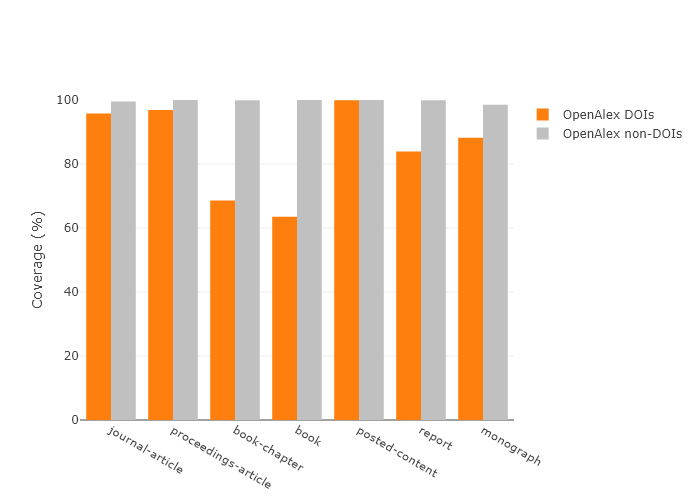 100
80
60
40
20
0
Coverage (%)
journal-article
proceedings-article
book-chapter
book
posted-content
report
monograph
OpenAlex DOIs
OpenAlex non-DOIs